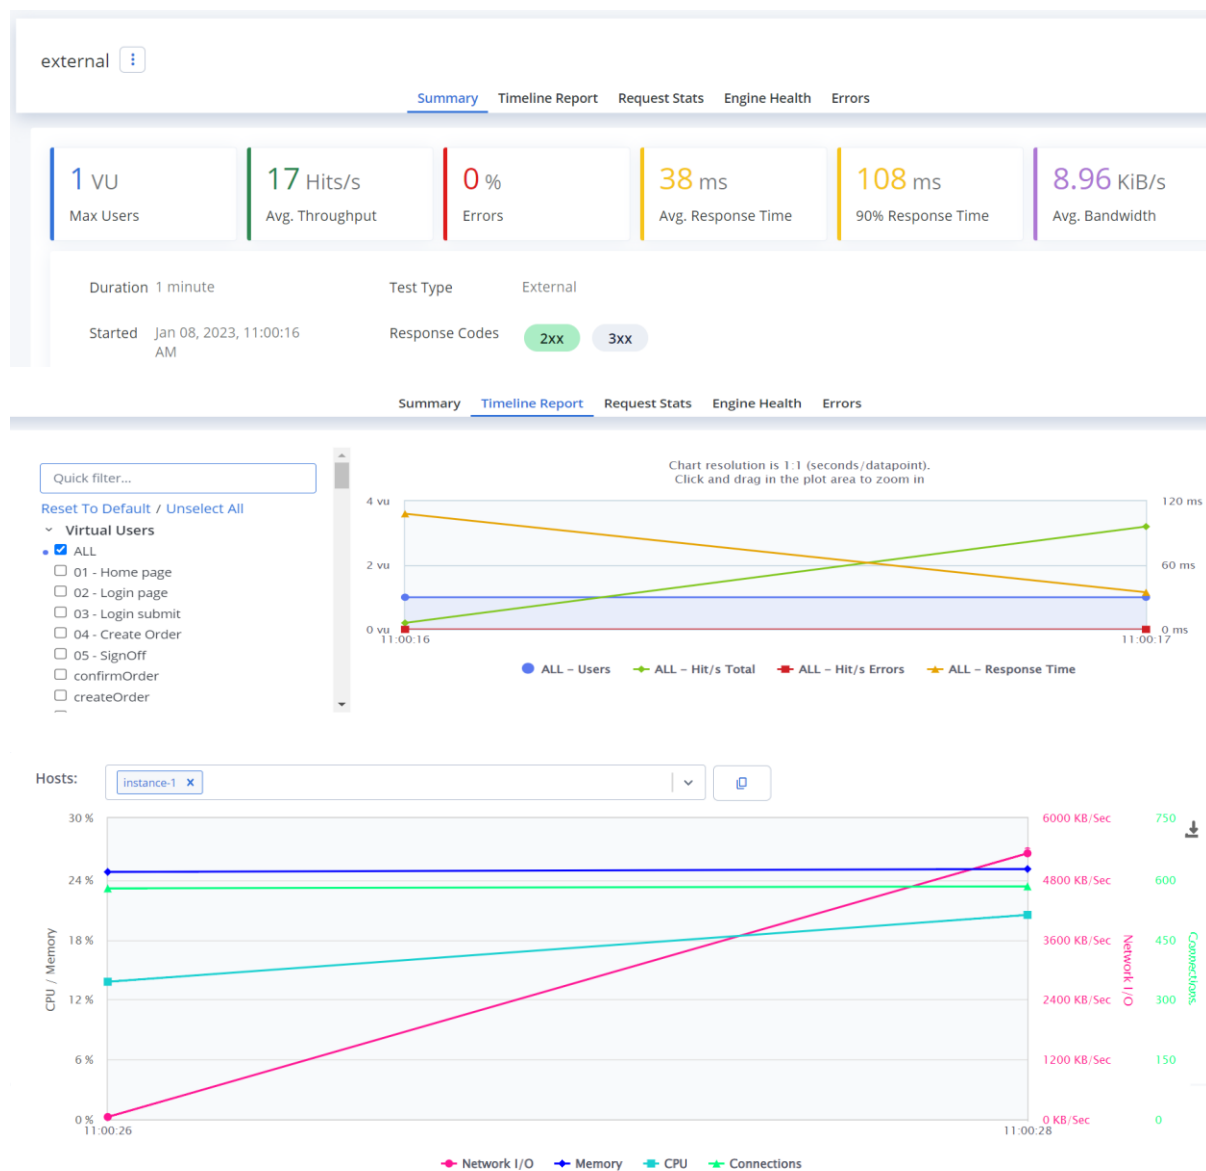 external
Summary Timeline Report Request Stats Engine Health Errors
1 VU 17 Hits/s 0 % 38 ms 108 ms 8.96 KiB/s
Max Users Avg. Throughput Errors Avg. Response Time 90% Response Time Avg. Bandwidth
Duration 1 minute Test Type External
Started Jan 08, 2023, 11:00:16 AM Response Codes 2xx 3xx
Summary Timeline Report Request Stats Engine Health Errors
Quick filter...
Reset To Default / Unselect All
Virtual Users
ALL
01 - Home page
02 - Login page
03 - Login submit
04 - Create Order
05 - SignOff
confirmOrder
createOrder
Chart resolution is 1:1 (seconds/datapoint).
Click and drag in the plot area to zoom in
4 vu 120 ms
2 vu 60 ms
0 vu 0 ms
11:00:16 11:00:17
ALL – Users ALL – Hit/s Total ALL – Hit/s Errors ALL – Response Time
Hosts: instance-1 x
30 % 6000 KB/Sec 750
24 % 4800 KB/Sec 600
18 % 3600 KB/Sec 450
12 % 2400 KB/Sec 300
6 % 1200 KB/Sec 150
0 % 0 KB/Sec 0
CPU / Memory
Network I/O
Connections
11:00:26 11:00:28
Network I/O Memory CPU Connections